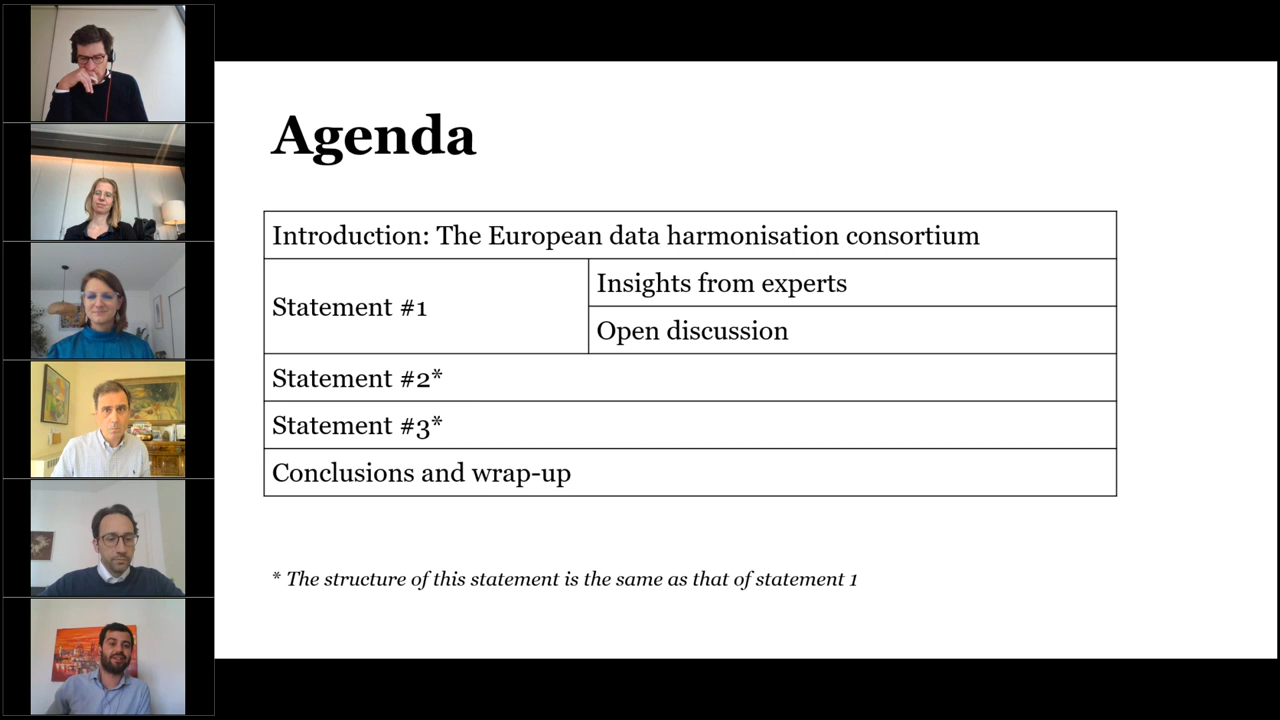 Agenda
Introduction: The European data harmonisation consortium
Statement #1
Insights from experts
Open discussion
Statement #2*
Statement #3*
Conclusions and wrap-up
* The structure of this statement is the same as that of statement 1